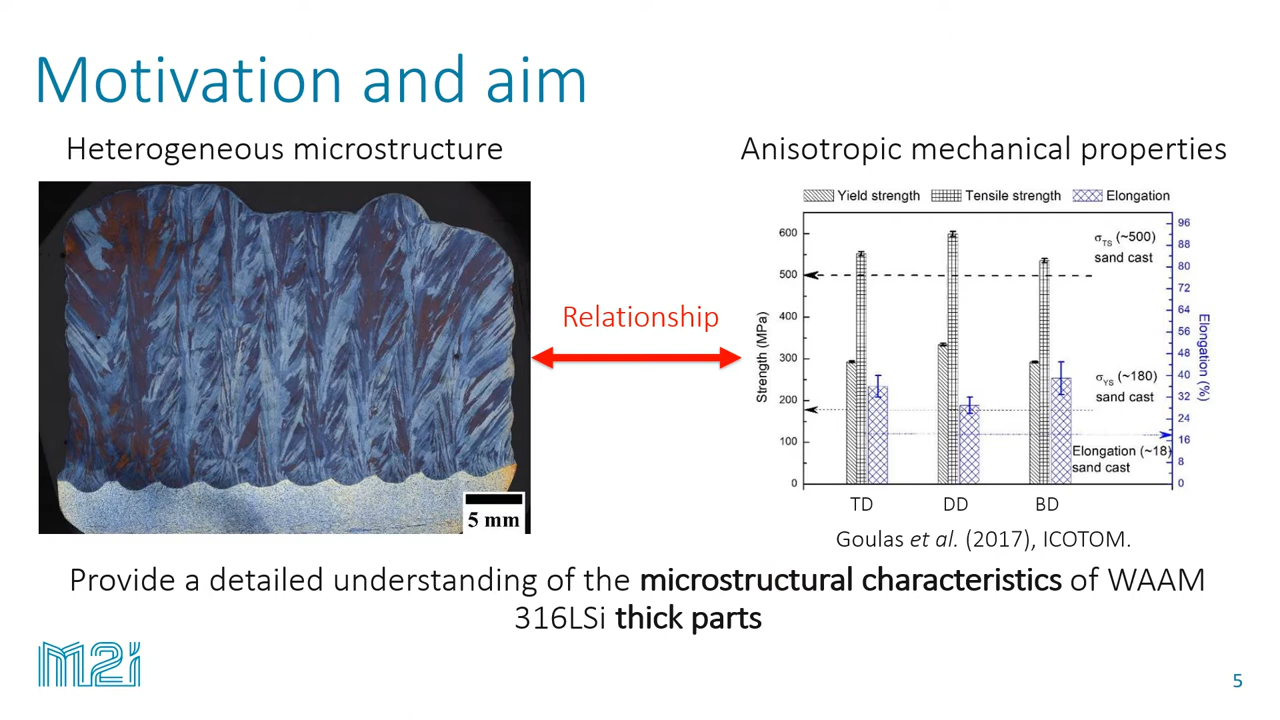 Motivation and aim
Heterogeneous microstructure
5 mm
Relationship
Anisotropic mechanical properties
Yield strength Tensile strength Elongation
Strength (MPa)
600
500
400
300
200
100
0
σTS (~500)
sand cast
σYS (~180)
sand cast
Elongation (~18)
sand cast
96
88
80
72
64
56
48
40
32
24
16
8
0
Elongation (%)
TD DD BD
Goulas et al. (2017), ICOTOM.
Provide a detailed understanding of the microstructural characteristics of WAAM
316LSi thick parts
M2i
5